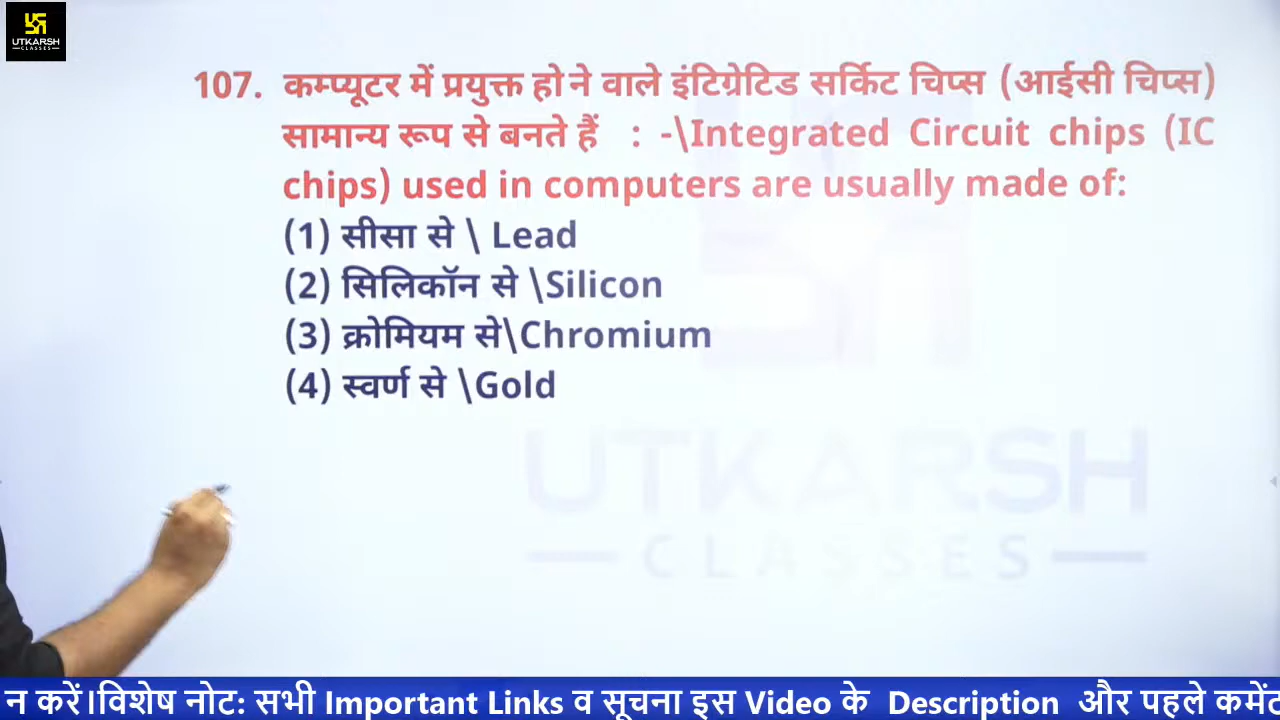 UTKARSH
CLASSES
107. कम्प्यूटर में प्रयुक्त होने वाले इंटिग्रेटिड सर्किट चिप्स (आईसी चिप्स)
सामान्य रूप से बनते हैं : -\Integrated Circuit chips (IC
chips) used in computers are usually made of:
(1) सीसा से \ Lead
(2) सिलिकॉन से \Silicon
(3) क्रोमियम से\Chromium
(4) स्वर्ण से \Gold
UTKARSH
CLASSES
न करें।विशेष नोट: सभी Important Links व सूचना इस Video के Description और पहले कमेंट